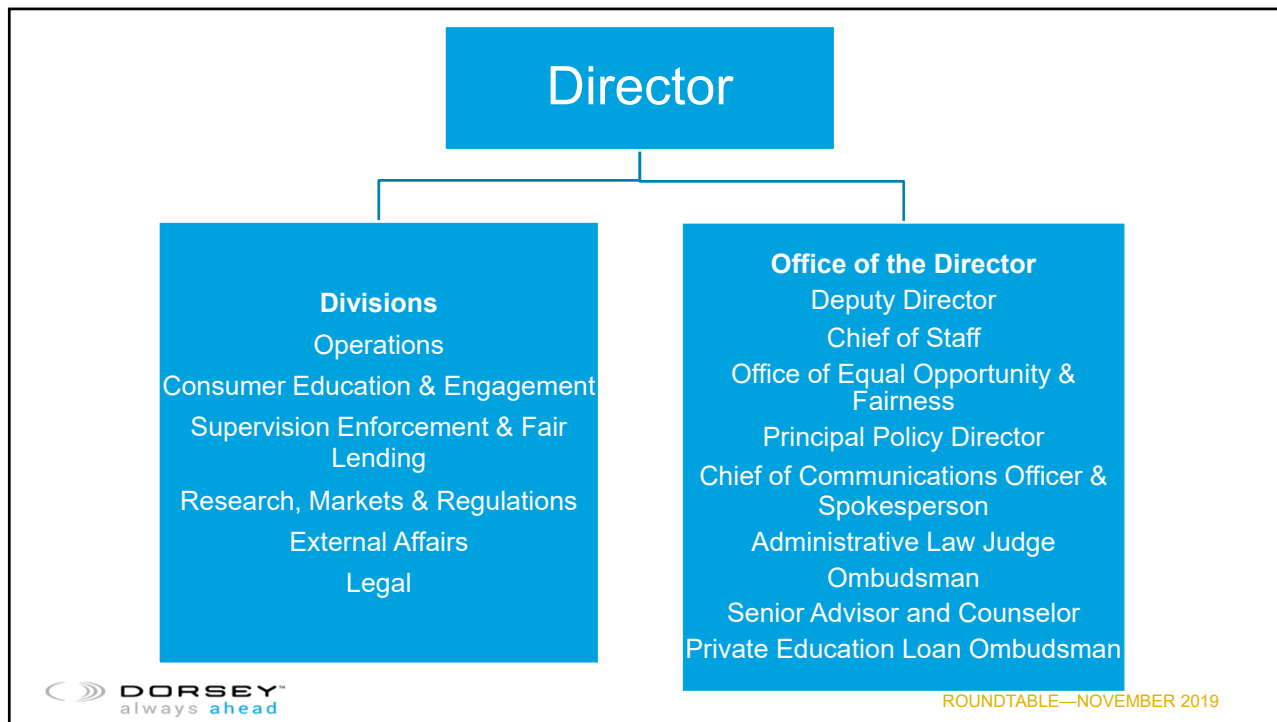 Director
Divisions
Operations
Consumer Education & Engagement
Supervision Enforcement & Fair
Lending
Research, Markets & Regulations
External Affairs
Legal
Office of the Director
Deputy Director
Chief of Staff
Office of Equal Opportunity &
Fairness
Principal Policy Director
Chief of Communications Officer &
Spokesperson
Administrative Law Judge
Ombudsman
Senior Advisor and Counselor
Private Education Loan Ombudsman
DORSEY™
always ahead
ROUNDTABLE—NOVEMBER 2019